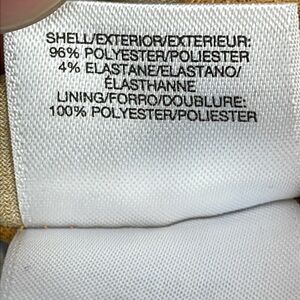 SHELL/EXTERIOR/EXTERIEUR:
96% POLYESTER/POLIESTER
4% ELASTANE/ELASTANO/
ÉLASTHANNE
LINING/FORRO/DOUBLURE:
100% POLYESTER/POLIESTER